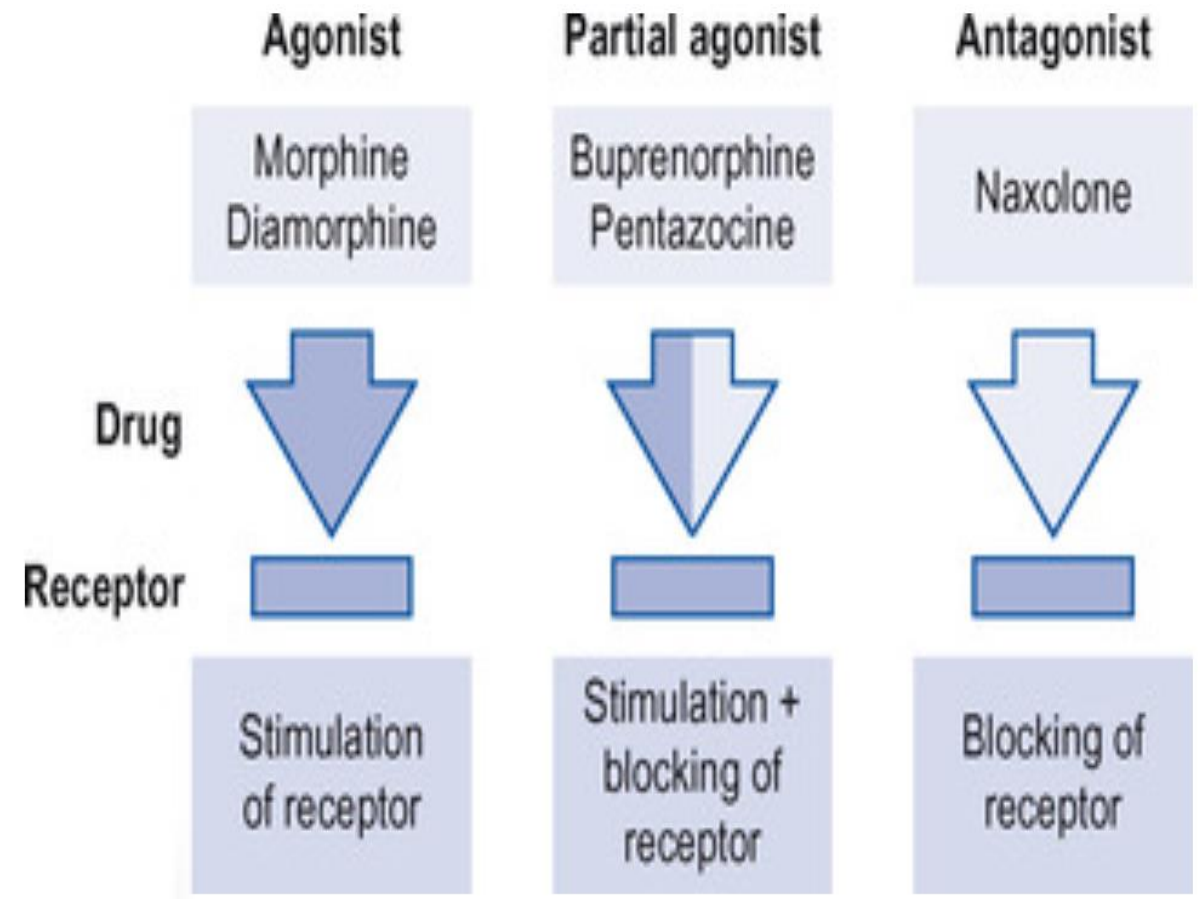 Agonist
Partial agonist
Antagonist
Morphine
Diamorphine
Buprenorphine
Pentazocine
Naxolone
Drug
Receptor
Stimulation
of receptor
Stimulation +
blocking of
receptor
Blocking of
receptor